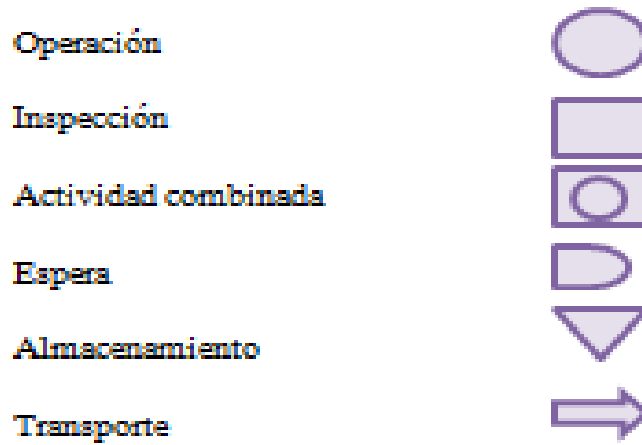 Operación
Inspección
Actividad combinada
Espera
Almacenamiento
Transporte